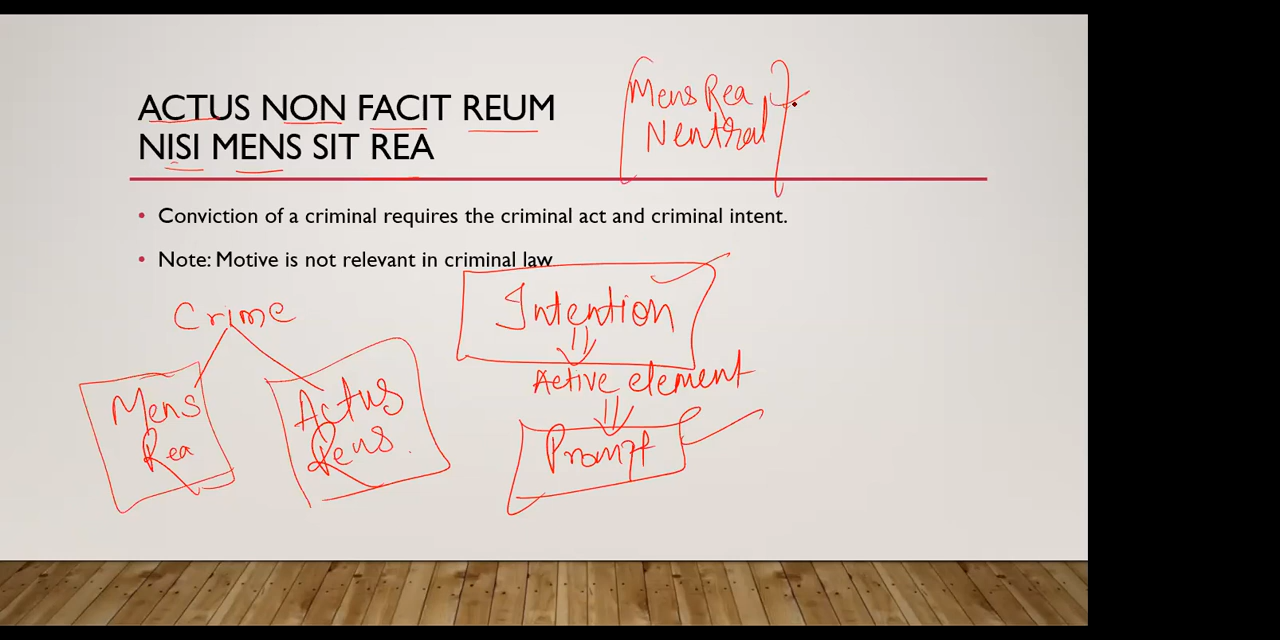 ACTUS NON FACIT REUM
NISI MENS SIT REA
Mens Rea
Neutral
• Conviction of a criminal requires the criminal act and criminal intent.
• Note: Motive is not relevant in criminal law
Crime
Mens
Rea
Actus
Reus.
Intention
Active element
Prompt